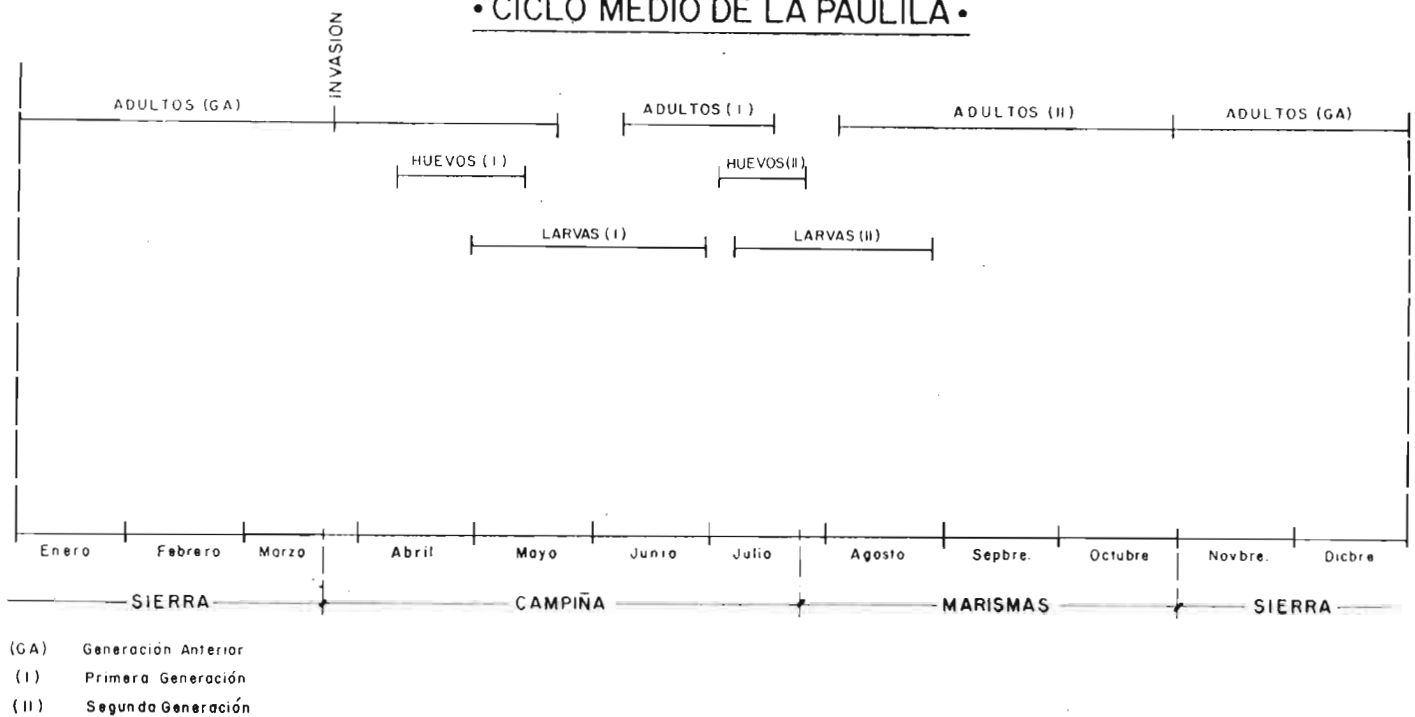 • CICLO MEDIO DE LA PAULILA •
INVASION
ADULTOS (GA)
ADULTOS (I)
ADULTOS (II)
ADULTOS (GA)
HUEVOS (I)
HUEVOS (II)
LARVAS (I)
LARVAS (II)
Enero Febrero Marzo Abril Mayo Junio Julio Agosto Sepbre. Octubre Novbre. Dicbre
SIERRA CAMPIÑA MARISMAS SIERRA
(GA) Generación Anterior
(I) Primera Generación
(II) Segunda Generación